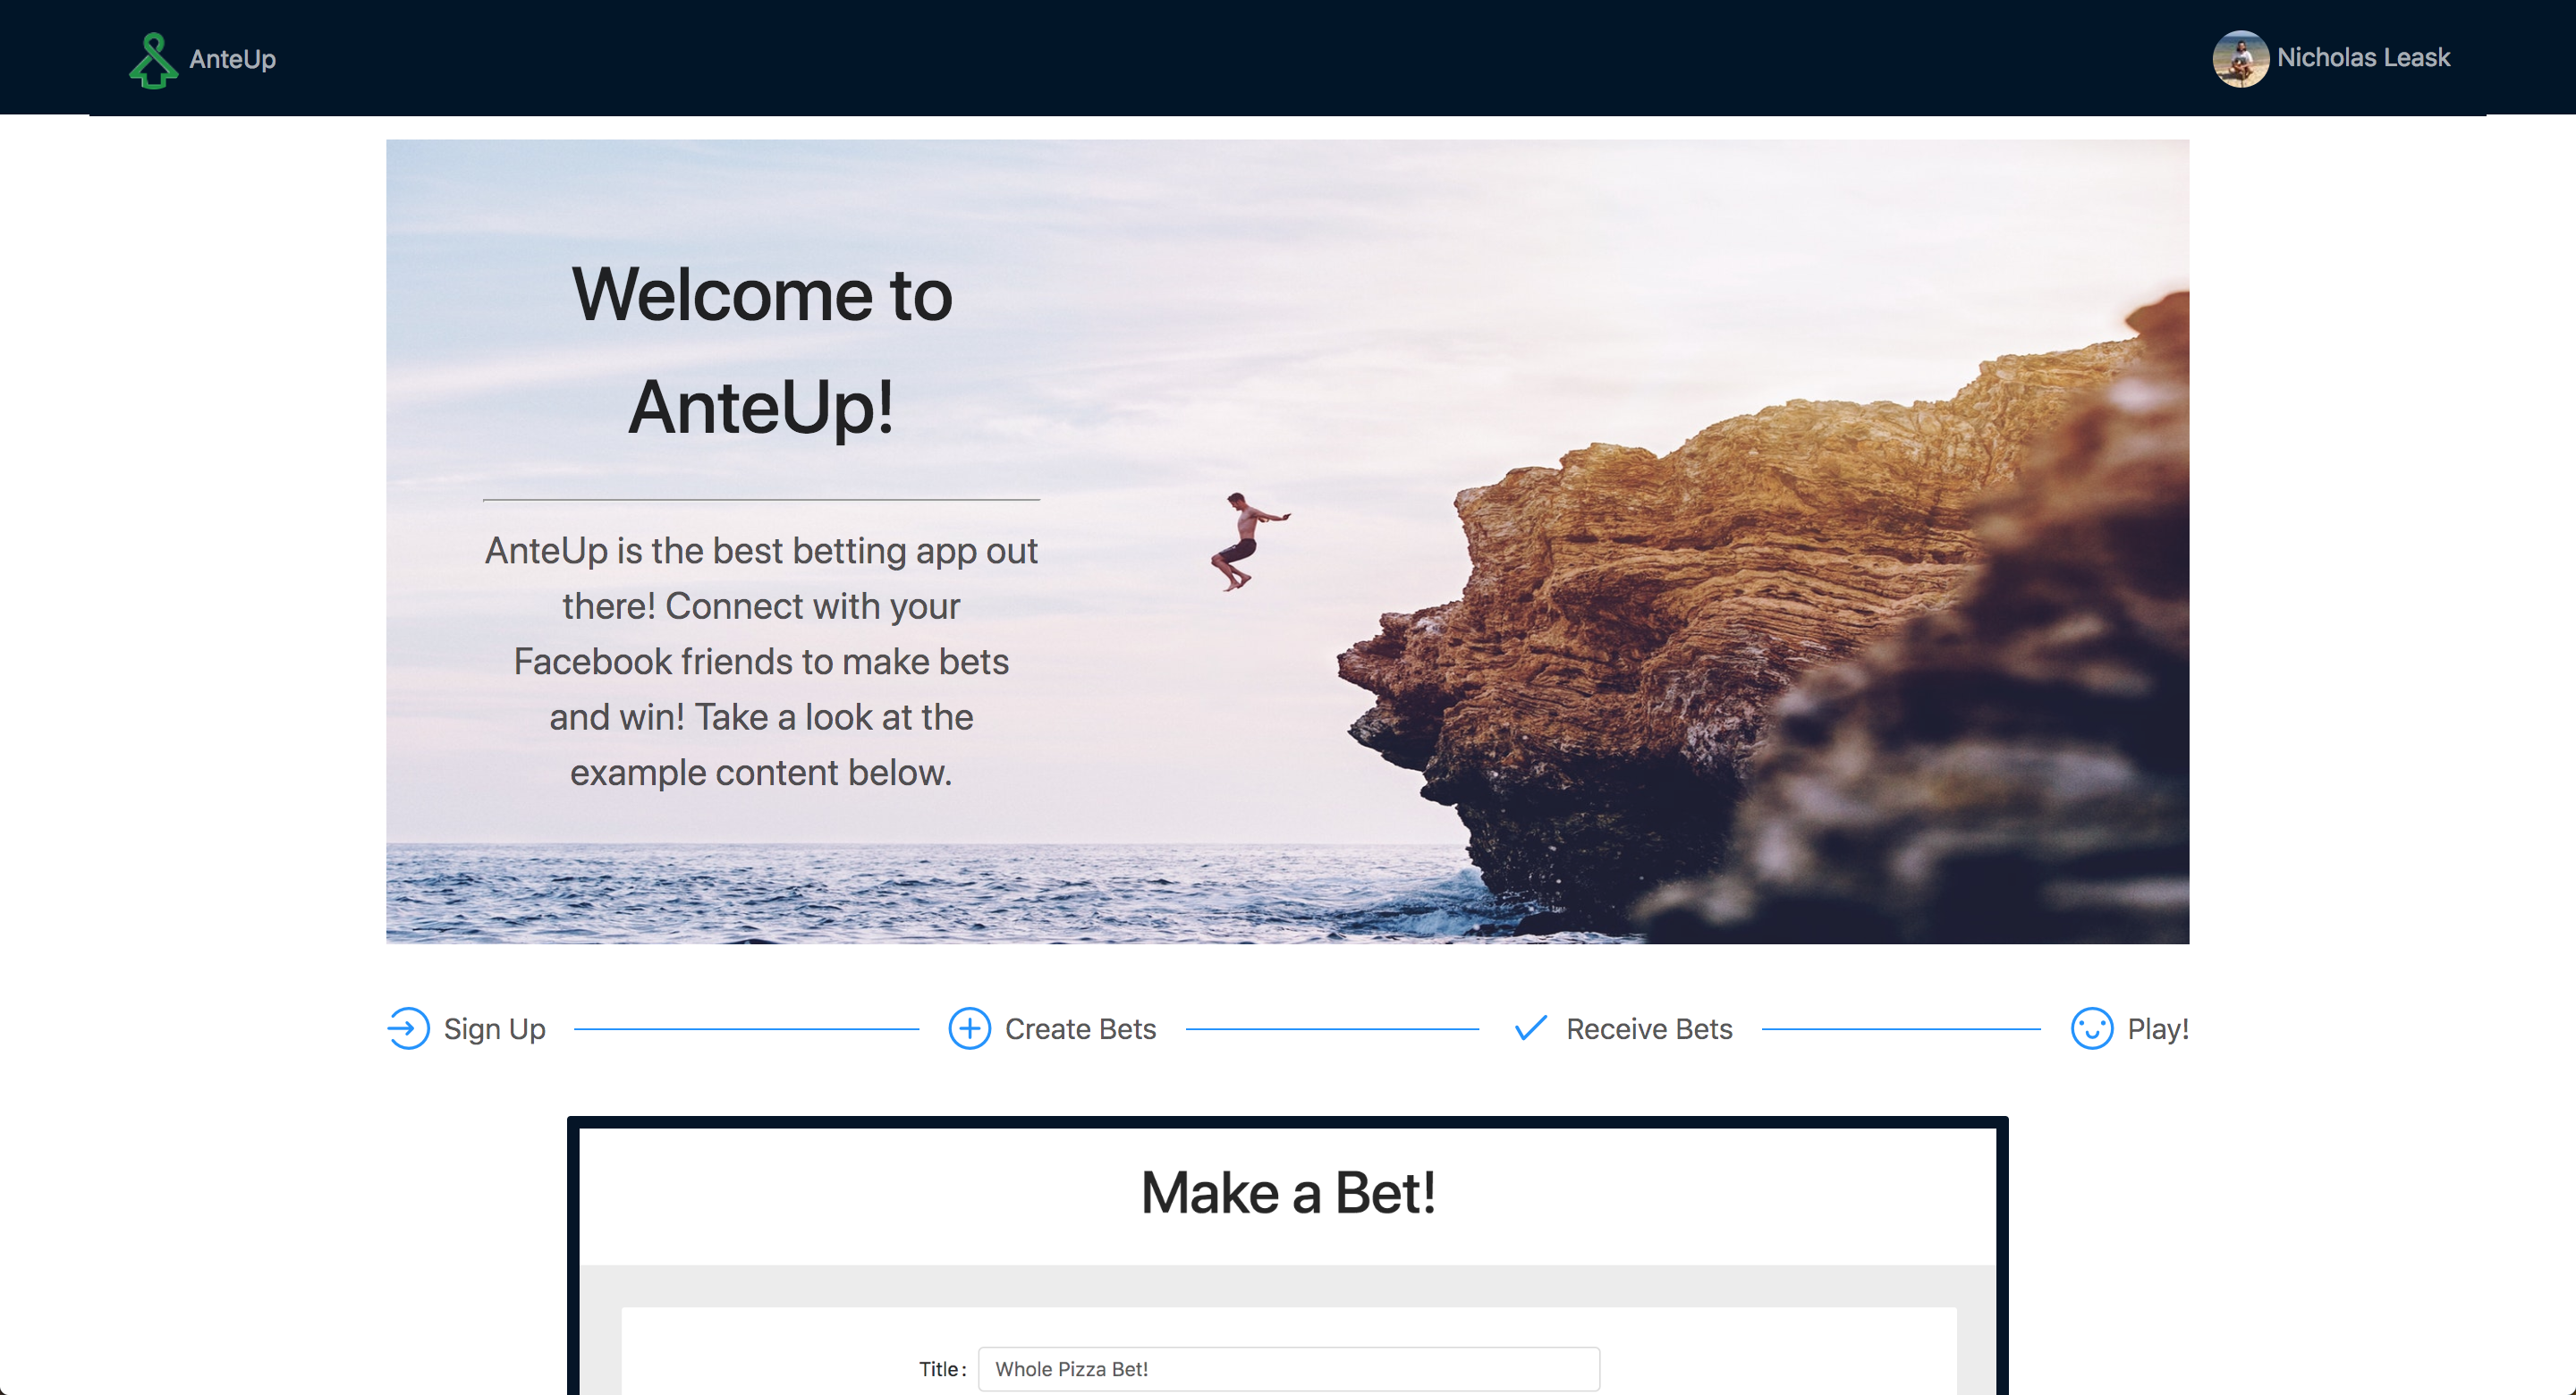 AnteUp
Nicholas Leask
Welcome to
AnteUp!
AnteUp is the best betting app out
there! Connect with your
Facebook friends to make bets
and win! Take a look at the
example content below.
Sign Up
Create Bets
Receive Bets
Play!
Make a Bet!
Title:
Whole Pizza Bet!